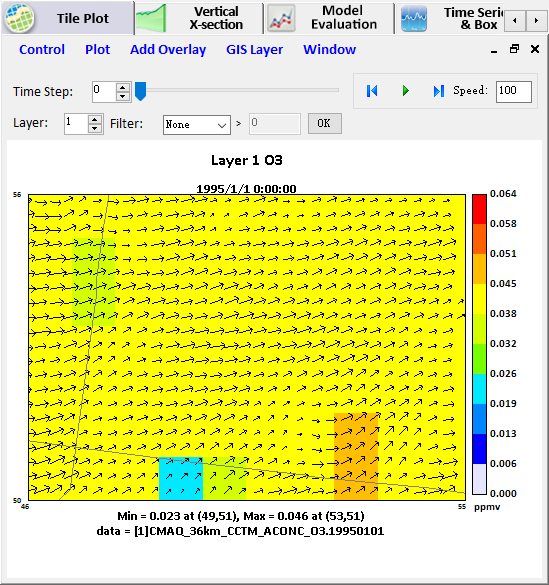 Tile Plot
Vertical
X-section
Model
Evaluation
Time Serie
& Box
Control Plot Add Overlay GIS Layer Window
Time Step: 0 Speed: 100
Layer: 1 Filter: None > 0 OK
Layer 1 O3
1995/1/1 0:00:00
56
50
46
55
0.064
0.058
0.051
0.045
0.038
0.032
0.026
0.019
0.013
0.006
0.000
ppmv
Min = 0.023 at (49,51), Max = 0.046 at (53,51)
data = [1]CMAQ_36km_CCTM_ACONC_O3.19950101